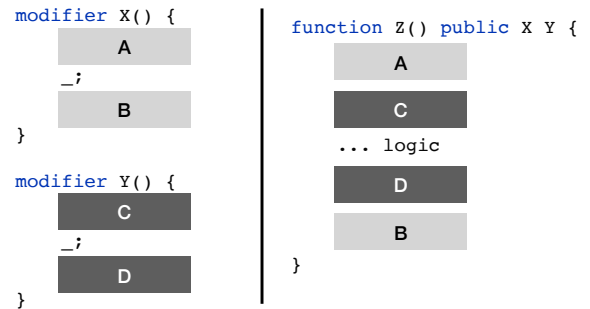 modifier X() {
A
_;
B
}
modifier Y() {
C
_;
D
}
function Z() public X Y {
A
C
... logic
D
B
}